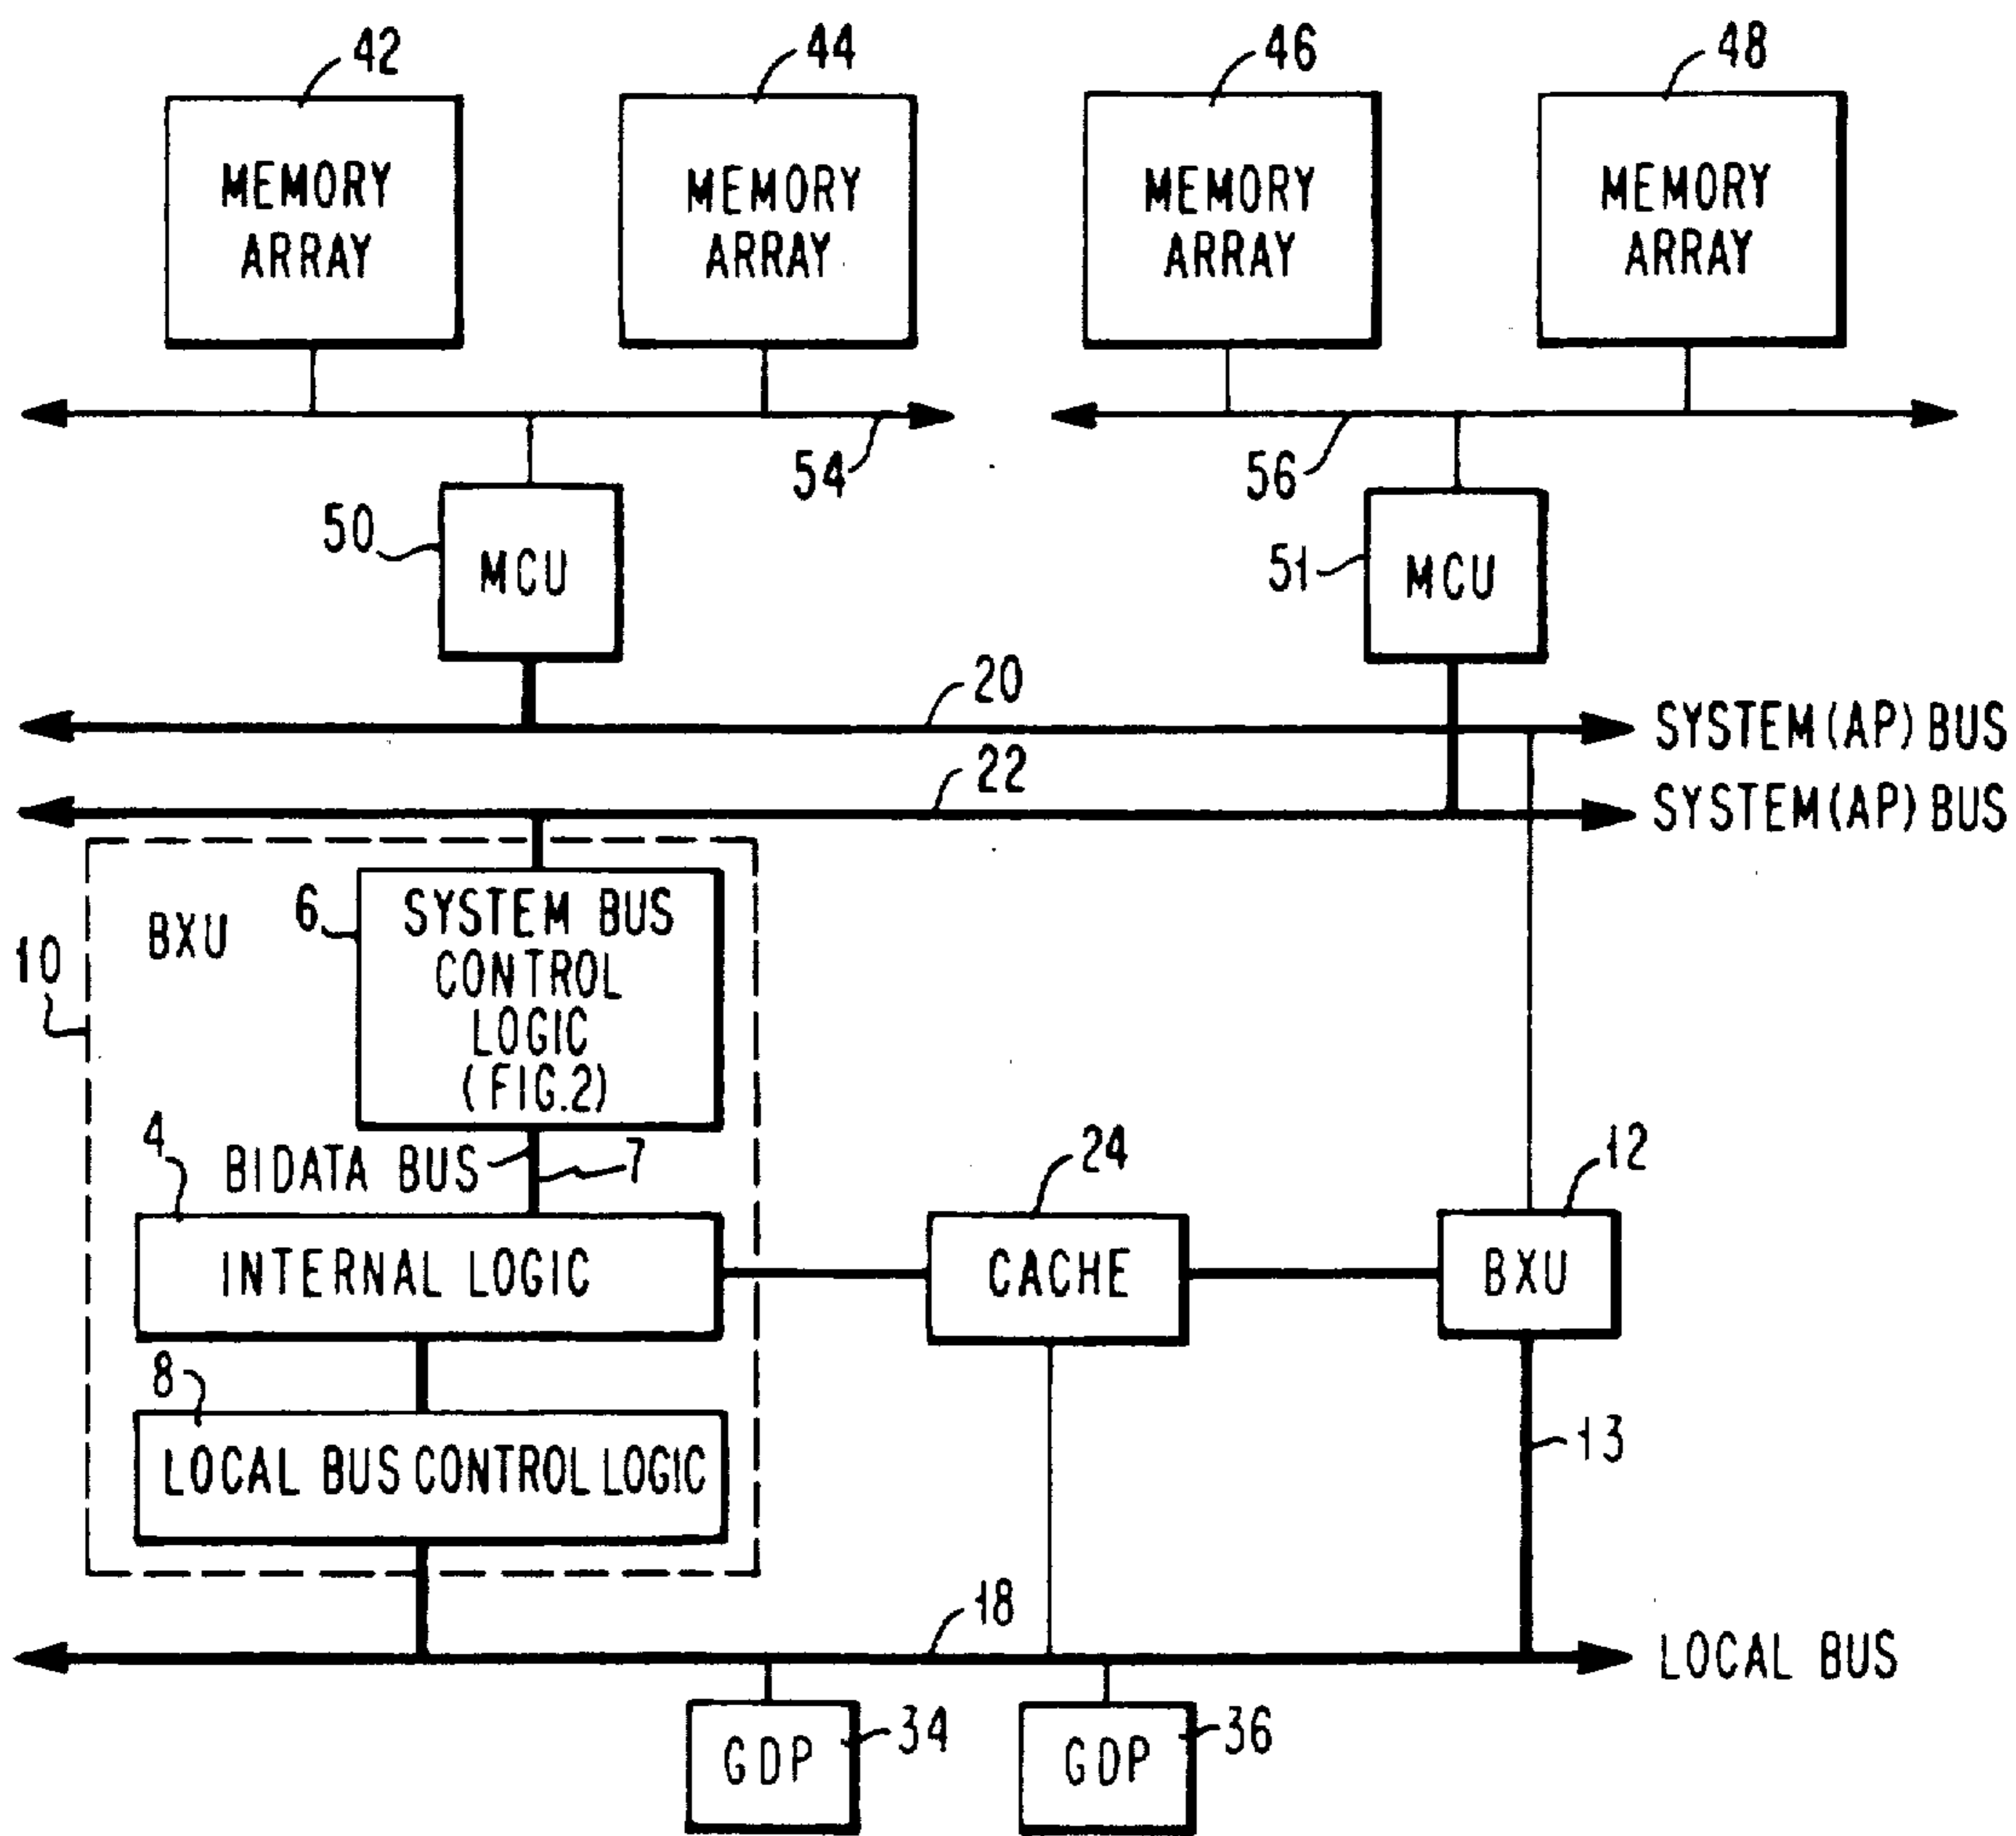 42
44
46
48
MEMORY
ARRAY
MEMORY
ARRAY
MEMORY
ARRAY
MEMORY
ARRAY
54
56
50
MCU
51
MCU
20
SYSTEM(AP)BUS
22
SYSTEM(AP)BUS
10
BXU
6
SYSTEM BUS
CONTROL
LOGIC
(FIG.2)
4
BIDATA BUS
7
24
12
INTERNAL LOGIC
CACHE
BXU
8
LOCAL BUS CONTROL LOGIC
13
18
LOCAL BUS
GDP
34
GDP
36